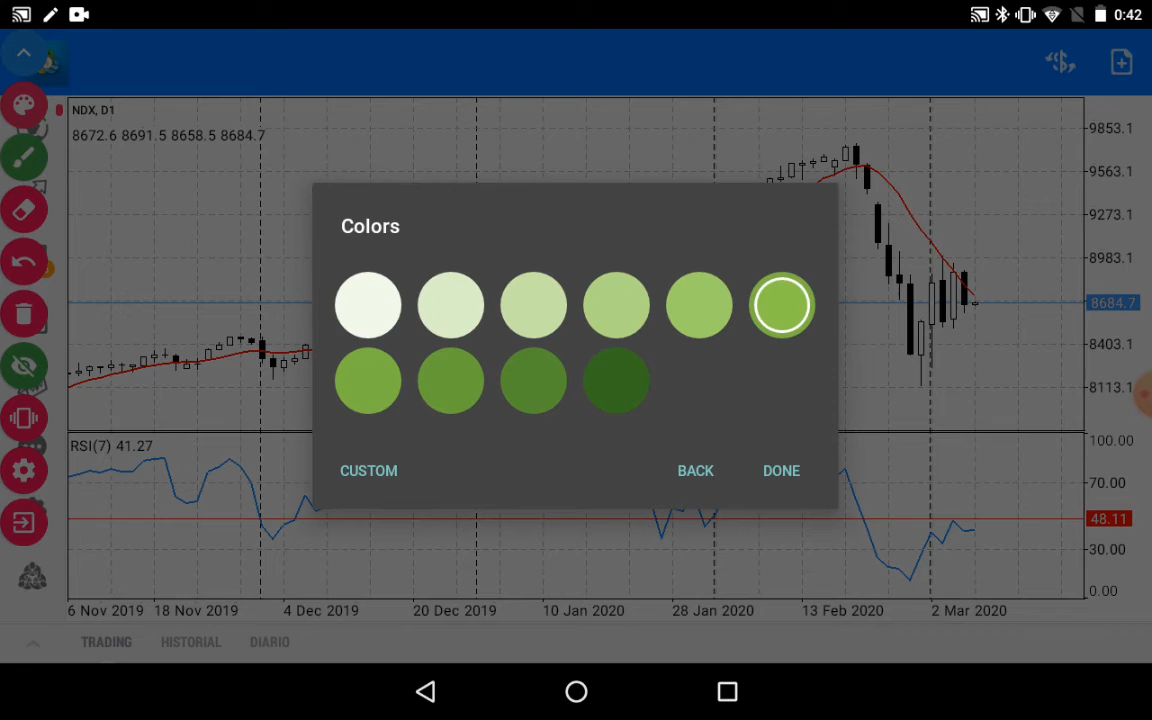 0:42
NDX, D1
8672.6 8691.5 8658.5 8684.7
9853.1
9563.1
9273.1
8983.1
8684.7
8403.1
8113.1
Colors
CUSTOM
BACK
DONE
RSI(7) 41.27
100.00
70.00
48.11
30.00
0.00
6 Nov 2019
18 Nov 2019
4 Dec 2019
20 Dec 2019
10 Jan 2020
28 Jan 2020
13 Feb 2020
2 Mar 2020
TRADING
HISTORIAL
DIARIO